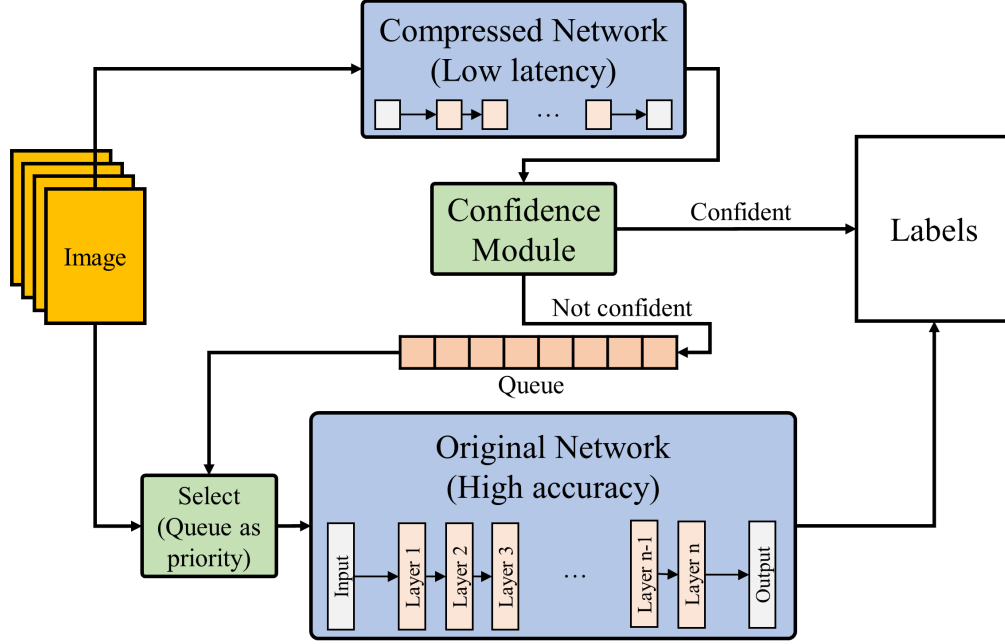 Compressed Network
(Low latency)
...
Image
Confidence
Module
Confident
Labels
Not confident
Queue
Original Network
(High accuracy)
Select
(Queue as
priority)
Input
Layer 1
Layer 2
Layer 3
...
Layer n-1
Layer n
Output